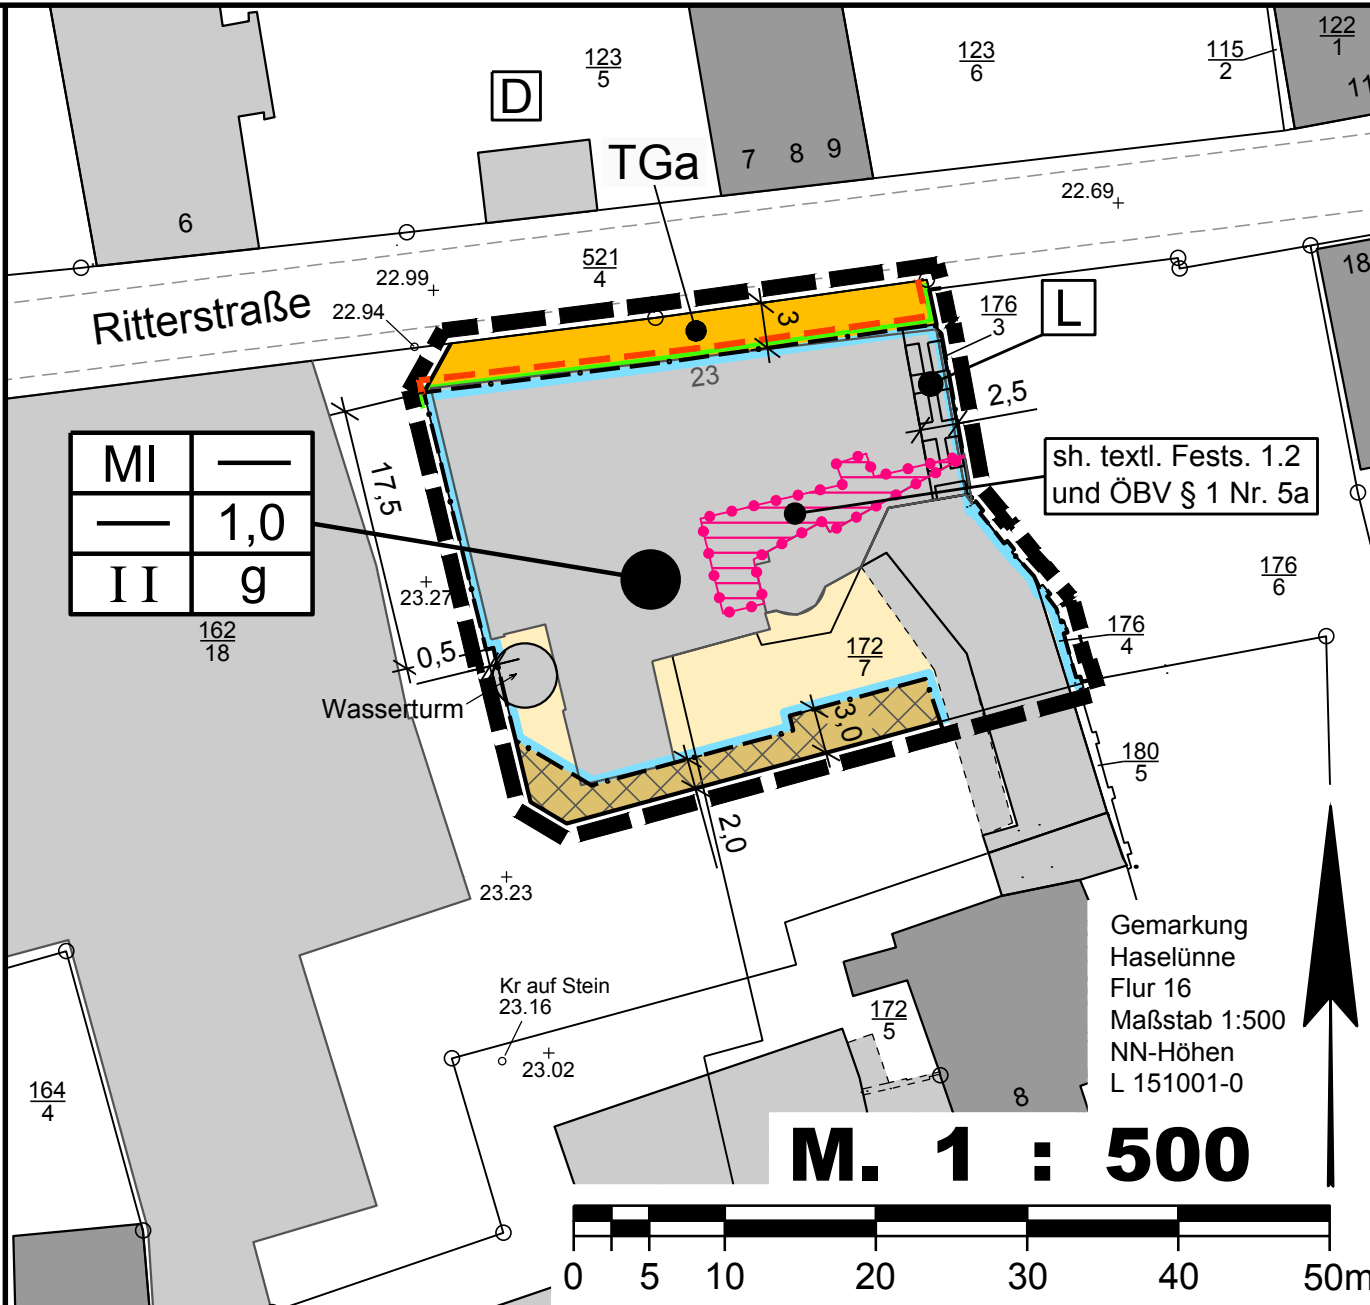 123
5
123
6
115
2
122
1
11
D
TGa
7 8 9
6
22.69
22.99
521
4
22.94
Ritterstraße
18
176
3
L
3
23
2,5
MI —
— 1,0
II g
17,5
sh. textl. Fests. 1.2
und ÖBV § 1 Nr. 5a
23.27
162
18
0,5
Wasserturm
172
7
176
6
176
4
3,0
180
5
2,0
23.23
Kr auf Stein
23.16
23.02
172
5
164
4
8
Gemarkung
Haselünne
Flur 16
Maßstab 1:500
NN-Höhen
L 151001-0
M. 1 : 500
0 5 10 20 30 40 50m